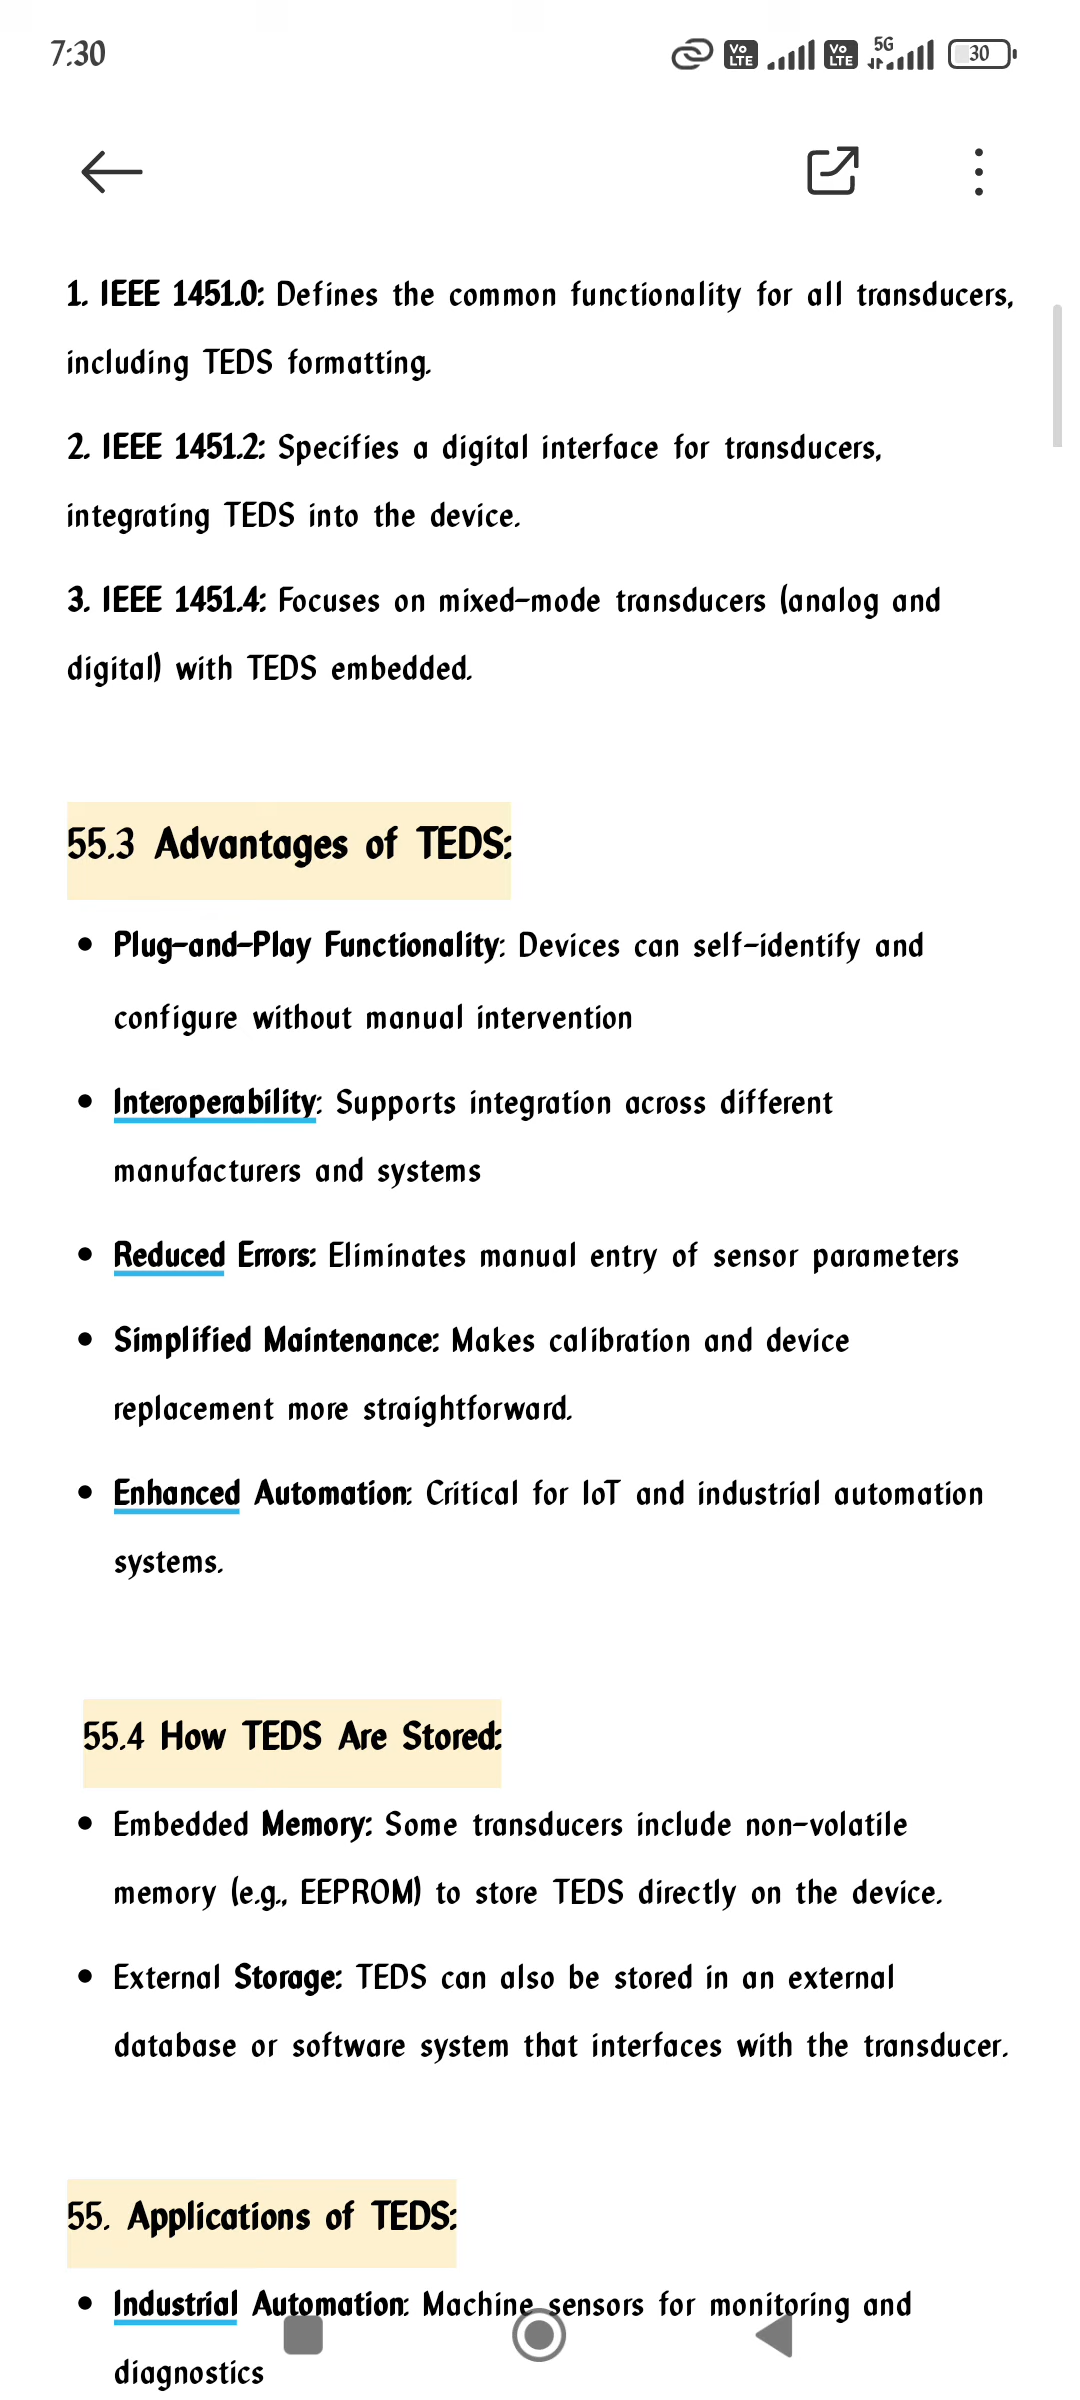 7:30
Vo LTE
Vo LTE
5G
30
1. IEEE 1451.0: Defines the common functionality for all transducers,
including TEDS formatting.
2. IEEE 1451.2: Specifies a digital interface for transducers,
integrating TEDS into the device.
3. IEEE 1451.4: Focuses on mixed-mode transducers (analog and
digital) with TEDS embedded.
55.3 Advantages of TEDS:
• Plug-and-Play Functionality: Devices can self-identify and
configure without manual intervention
• Interoperability: Supports integration across different
manufacturers and systems
• Reduced Errors: Eliminates manual entry of sensor parameters
• Simplified Maintenance: Makes calibration and device
replacement more straightforward.
• Enhanced Automation: Critical for IoT and industrial automation
systems.
55.4 How TEDS Are Stored:
• Embedded Memory: Some transducers include non-volatile
memory (e.g., EEPROM) to store TEDS directly on the device.
• External Storage: TEDS can also be stored in an external
database or software system that interfaces with the transducer.
55. Applications of TEDS:
• Industrial Automation: Machine sensors for monitoring and
diagnostics